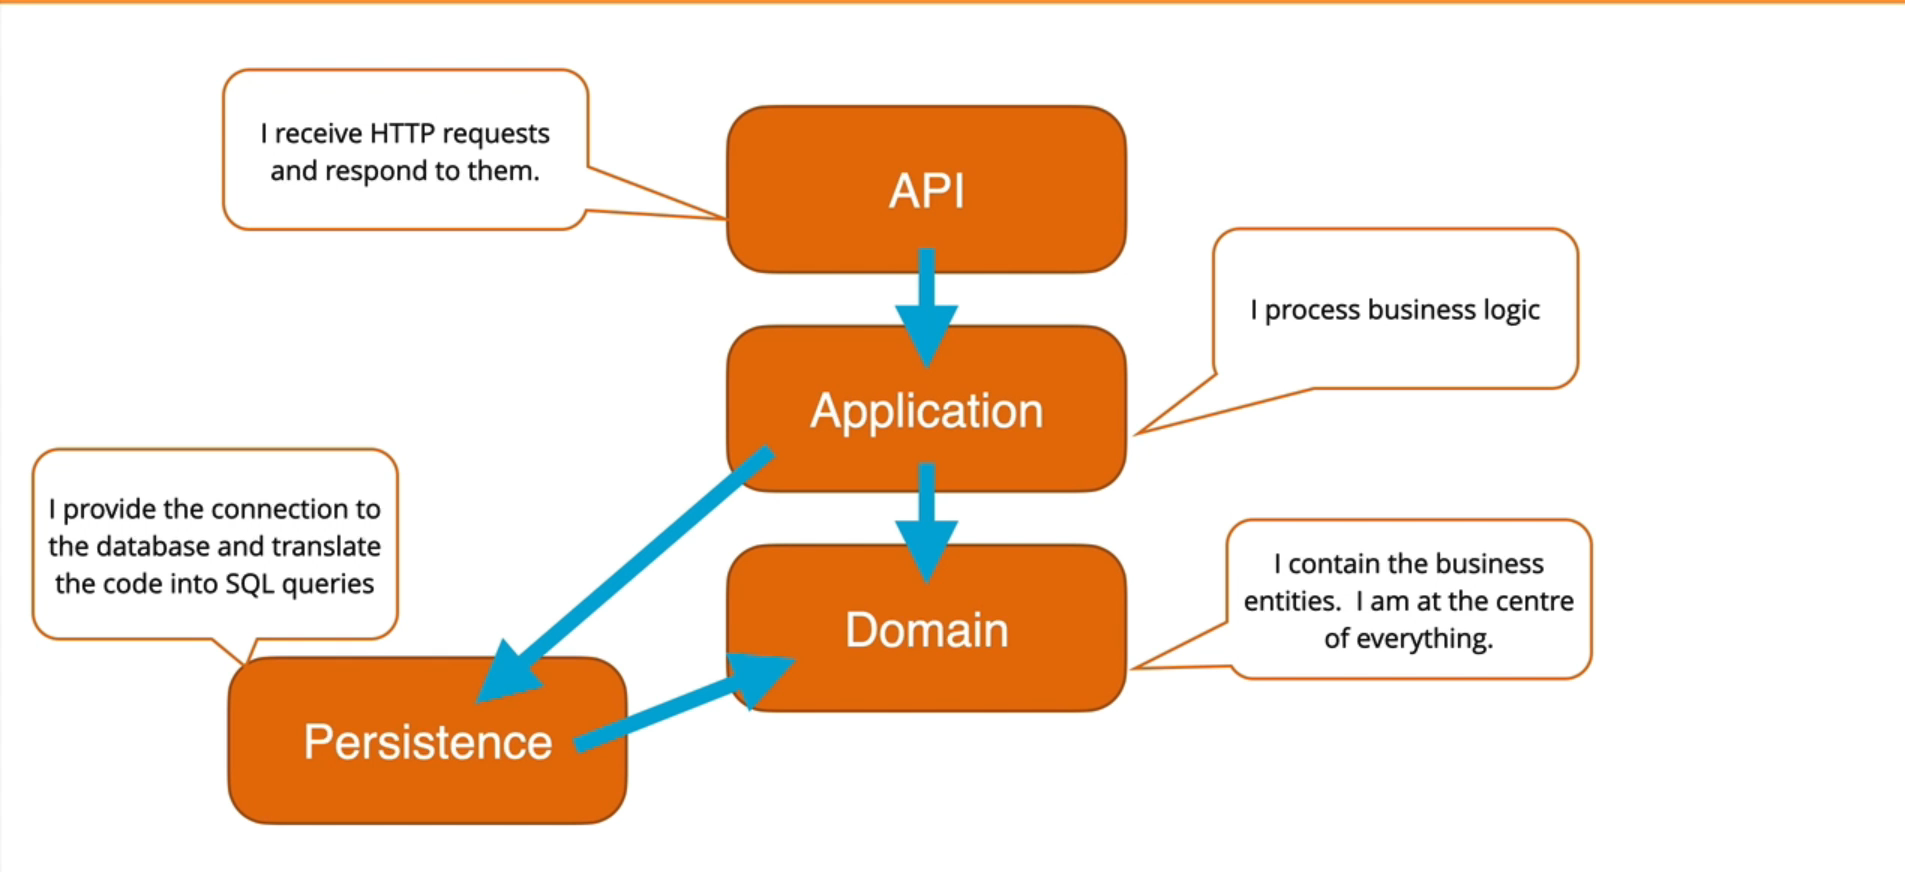 I receive HTTP requests
and respond to them.
API
I process business logic
Application
I provide the connection to
the database and translate
the code into SQL queries
I contain the business
entities.  I am at the centre
of everything.
Domain
Persistence